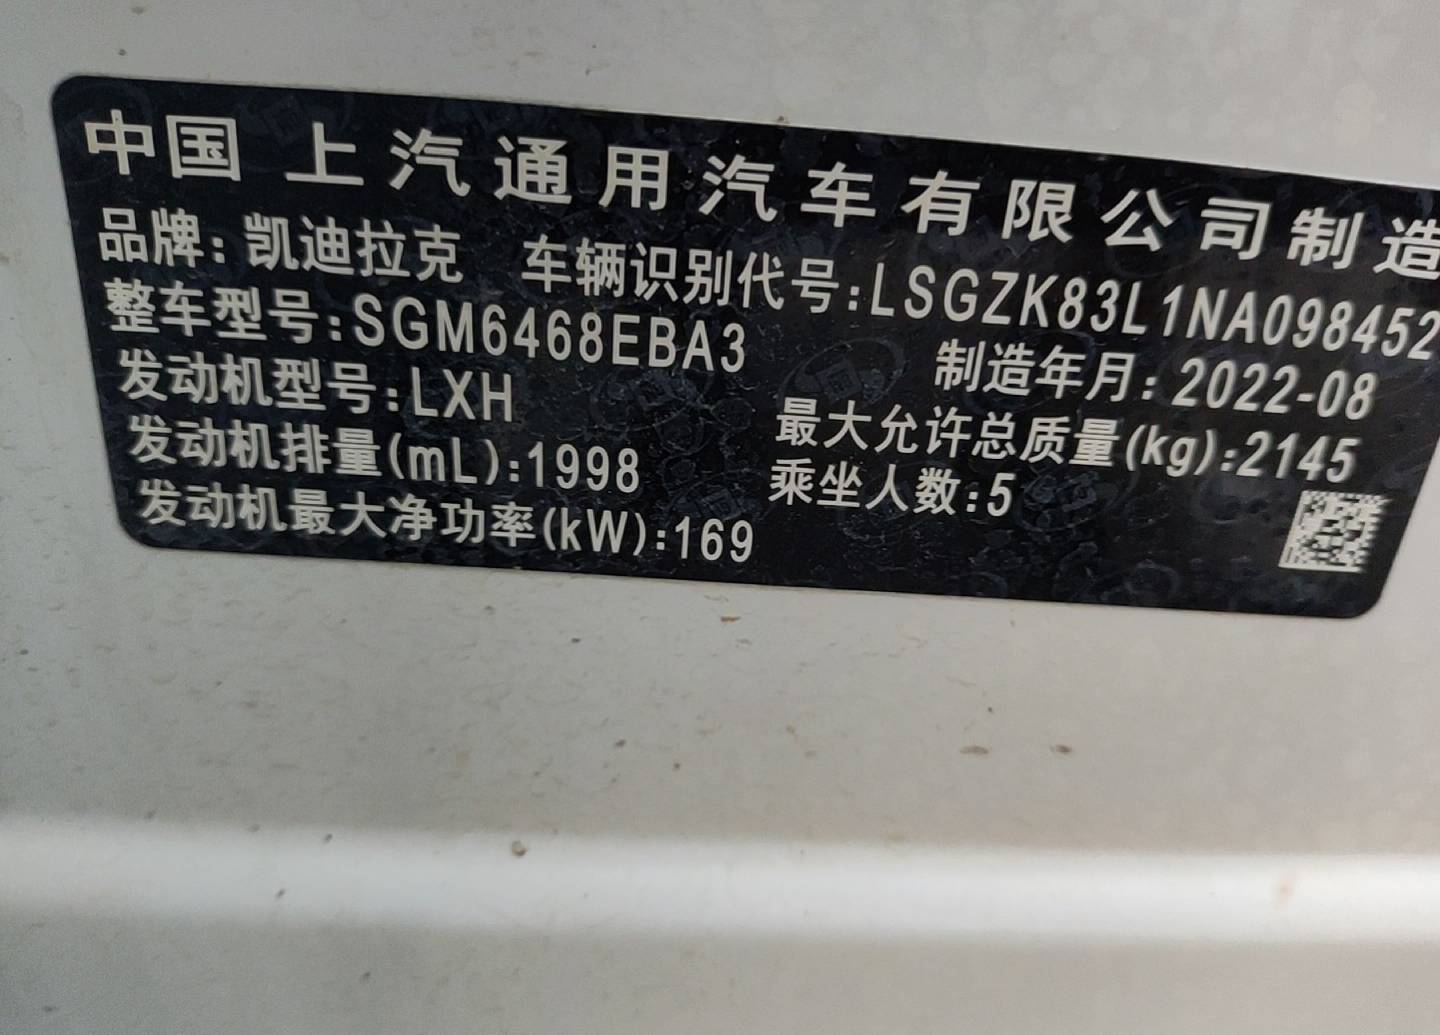 中国 上汽通用汽车有限公司制造
品牌：凯迪拉克 车辆识别代号:LSGZK83L1NA098452
整车型号:SGM6468EBA3 制造年月：2022-08
发动机型号:LXH 最大允许总质量(kg):2145
发动机排量(mL):1998 乘坐人数:5
发动机最大净功率(kW):169